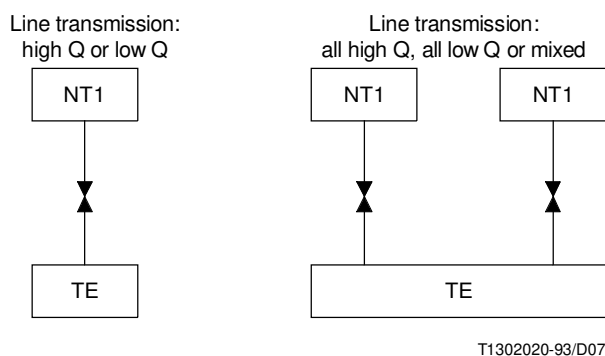 Line transmission:
high Q or low Q
Line transmission:
all high Q, all low Q or mixed
NT1
NT1
NT1
TE
TE
T1302020-93/D07